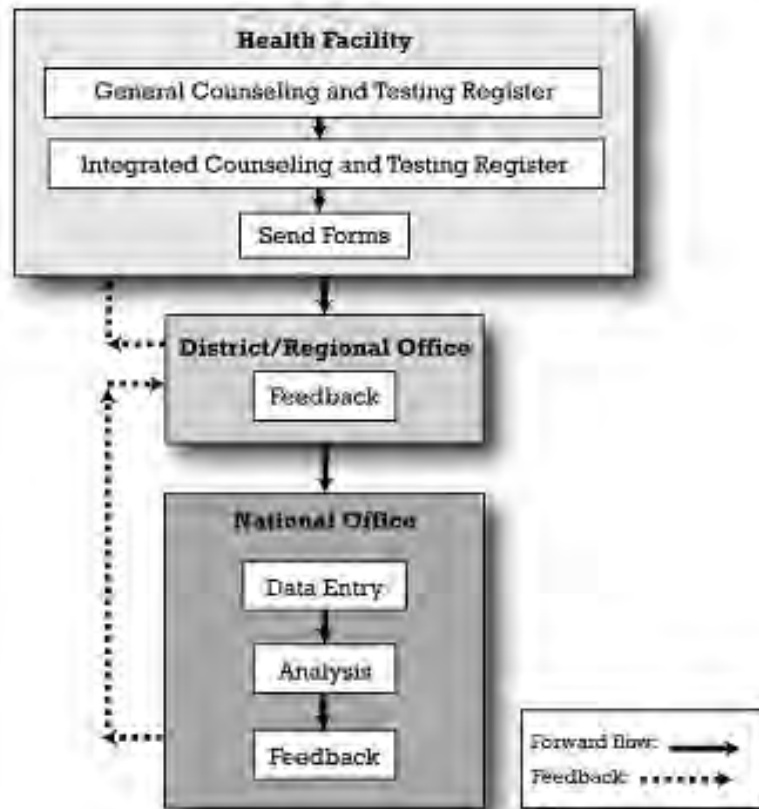 Health Facility
General Counseling and Testing Register
Integrated Counseling and Testing Register
Send Forms
District/Regional Office
Feedback
National Office
Data Entry
Analysis
Feedback
Forward flow:
Feedback: